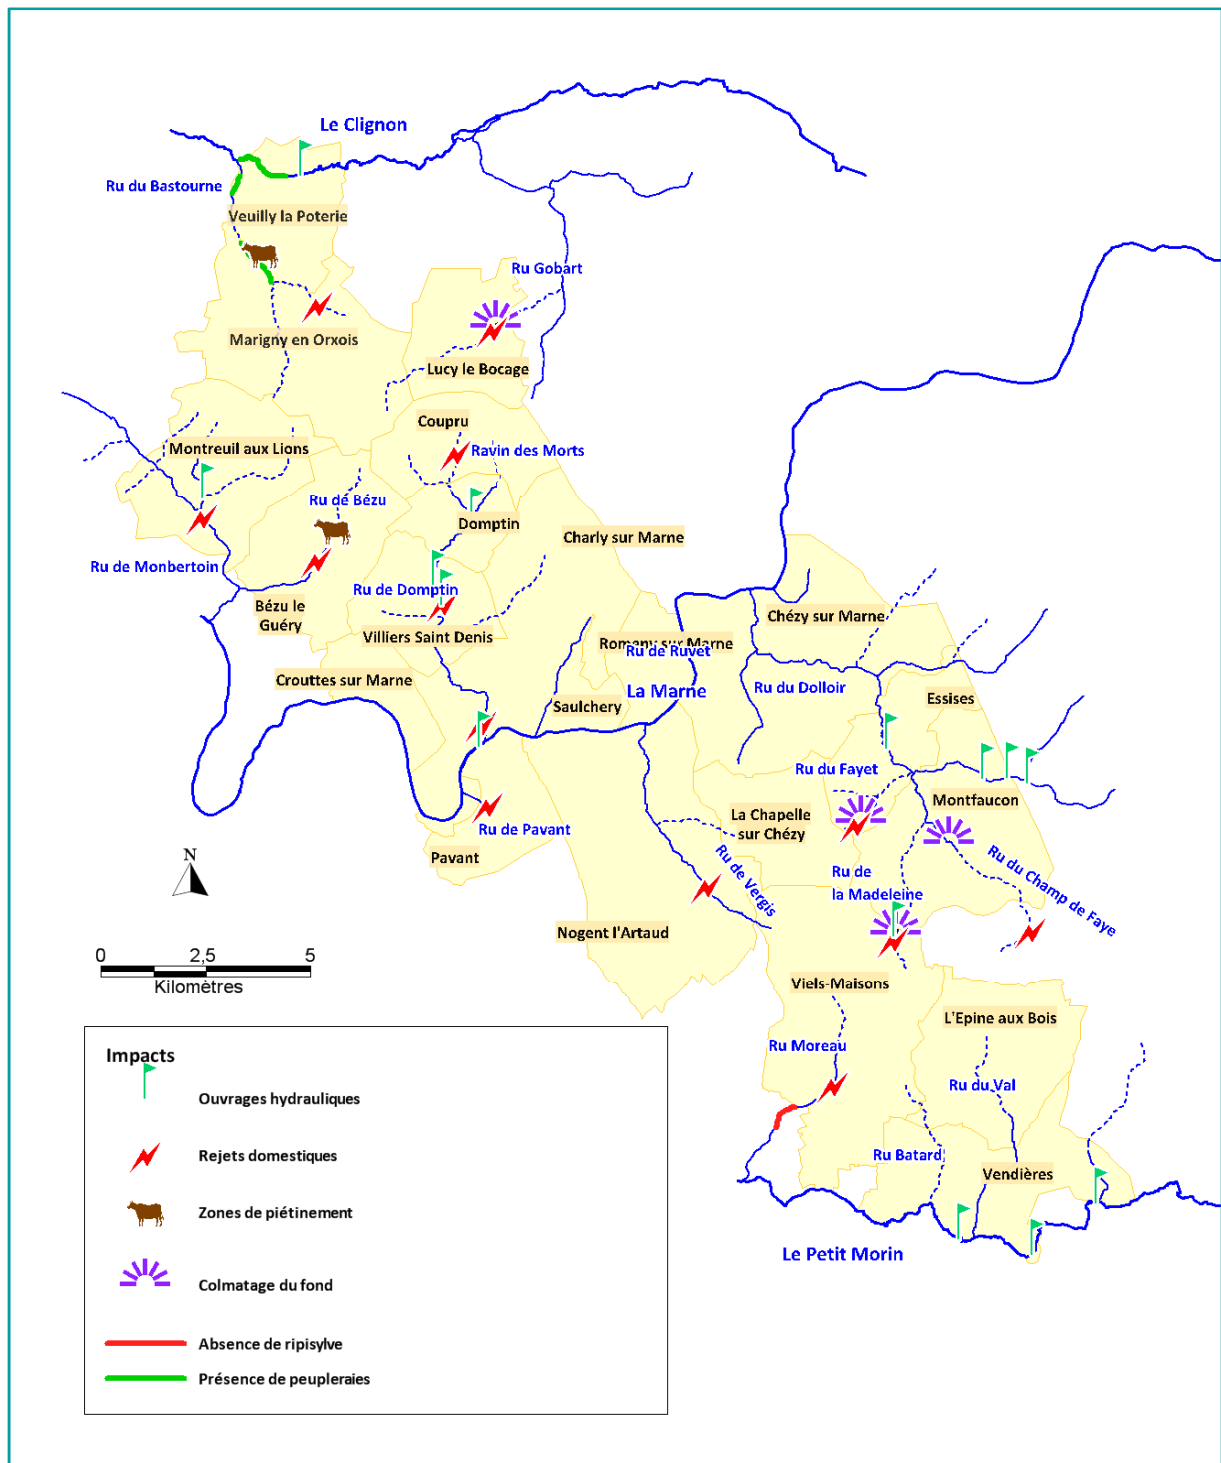 Le Clignon
Ru du Bastourne
Veuilly la Poterie
Ru Gobart
Marigny en Orxois
Lucy le Bocage
Coupru
Montreuil aux Lions
Ravin des Morts
Ru de Bézu
Domptin
Charly sur Marne
Ru de Monbertoin
Ru de Domptin
Bézu le
Guéry
Villiers Saint Denis
Chézy sur Marne
Romeny sur Marne
Ru de Ruvet
Crouttes sur Marne
La Marne
Ru du Dolloir
Essises
Saulchery
Ru du Fayet
Montfaucon
La Chapelle
sur Chézy
Ru de Pavant
Pavant
Ru de Vergis
Ru de
la Madeleine
Ru du Champ de Faye
N
Nogent l'Artaud
0 2,5 5
Kilomètres
Viels-Maisons
L'Epine aux Bois
Ru Moreau
Ru du Val
Ru Batard
Vendières
Le Petit Morin
Impacts
Ouvrages hydrauliques
Rejets domestiques
Zones de piétinement
Colmatage du fond
Absence de ripisylve
Présence de peupleraies